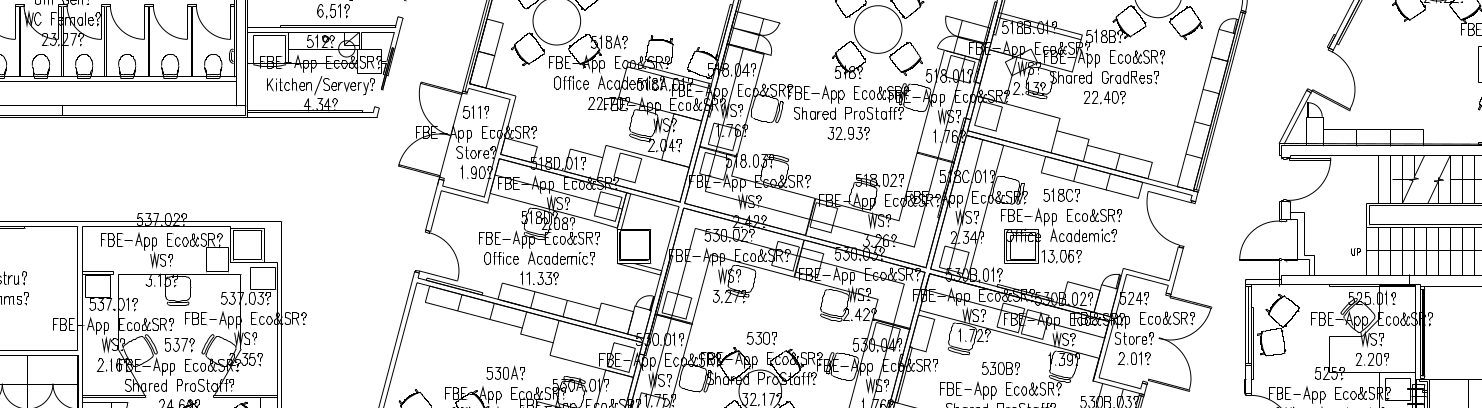 WC Female?
23.27?
6,51?
512?
FBE-App Eco&SR?
Kitchen/Servery?
4.34?
511?
FBE-App Eco&SR?
Store?
1.90?
518A?
FBE-App Eco&SR?
Office Academic?
FBE-App Eco&SR?
WS?
2.04?
518.04?
FBE-App Eco&SR?
WS?
1.76?
518?
FBE-App Eco&SR?
Shared ProStaff?
32.93?
518.01?
FBE-App Eco&SR?
WS?
1.76?
518B.01?
FBE-App Eco&SR?
WS?
2.13?
518B?
FBE-App Eco&SR?
Shared GradRes?
22.40?
518D.01?
FBE-App Eco&SR?
WS?
2.08?
518D?
FBE-App Eco&SR?
Office Academic?
11.33?
518.03?
FBE-App Eco&SR?
WS?
2.42?
518.02?
FBE-App Eco&SR?
WS?
3.26?
518C.01?
FBE-App Eco&SR?
WS?
2.34?
518C?
FBE-App Eco&SR?
Office Academic?
13.06?
UP
537.02?
FBE-App Eco&SR?
WS?
3.15?
537.01?
FBE-App Eco&SR?
WS?
2.16?
537.03?
FBE-App Eco&SR?
WS?
2.35?
537?
FBE-App Eco&SR?
Shared ProStaff?
530.02?
FBE-App Eco&SR?
WS?
3.27?
530.03?
FBE-App Eco&SR?
WS?
2.42?
530B.01?
FBE-App Eco&SR?
WS?
1.72?
530B.02?
FBE-App Eco&SR?
WS?
1.39?
524?
FBE-App Eco&SR?
Store?
2.01?
525.01?
FBE-App Eco&SR?
WS?
2.20?
525?
FBE-App Eco&SR?
530A?
FBE-App Eco&SR?
530A.01?
530.01?
FBE-App Eco&SR?
WS?
1.75?
530?
FBE-App Eco&SR?
Shared ProStaff?
32.17?
530.04?
FBE-App Eco&SR?
WS?
1.76?
530B?
FBE-App Eco&SR?
530B.03?